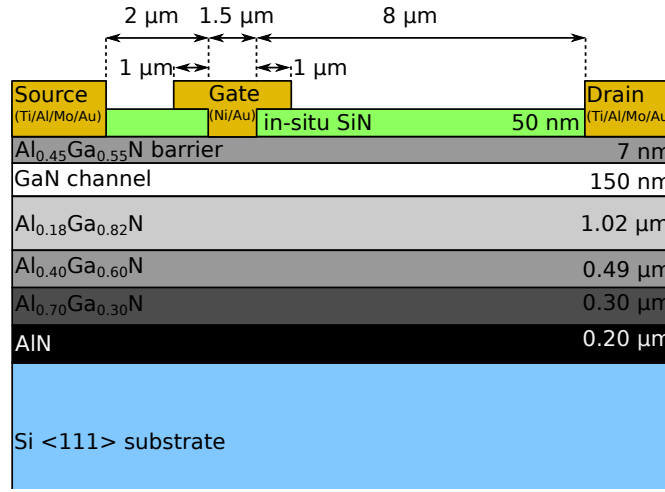 2 μm 1.5 μm 8 μm
1 μm 1 μm
Source Gate Drain
(Ti/Al/Mo/Au) (Ni/Au) (Ti/Al/Mo/Au)
in-situ SiN 50 nm
Al0.45Ga0.55N barrier 7 nm
GaN channel 150 nm
Al0.18Ga0.82N 1.02 μm
Al0.40Ga0.60N 0.49 μm
Al0.70Ga0.30N 0.30 μm
AlN 0.20 μm
Si <111> substrate